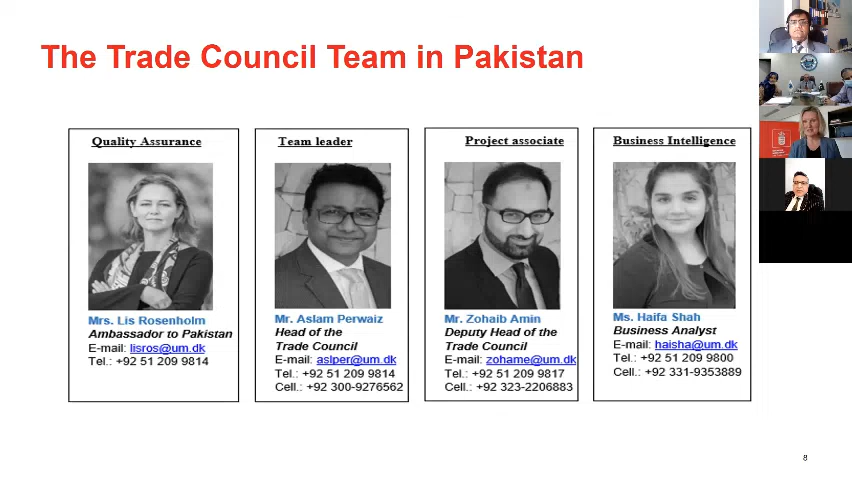 The Trade Council Team in Pakistan
Quality Assurance
Mrs. Lis Rosenholm
Ambassador to Pakistan
E-mail: lisros@um.dk
Tel.: +92 51 209 9814
Team leader
Mr. Aslam Perwaiz
Head of the
Trade Council
E-mail: aslper@um.dk
Tel.: +92 51 209 9814
Cell.: +92 300-9276562
Project associate
Mr. Zohaib Amin
Deputy Head of the
Trade Council
E-mail: zohame@um.dk
Tel.: +92 51 209 9817
Cell.: +92 323-2206883
Business Intelligence
Ms. Haifa Shah
Business Analyst
E-mail: haisha@um.dk
Tel.: +92 51 209 9800
Cell.: +92 331-9353889
8